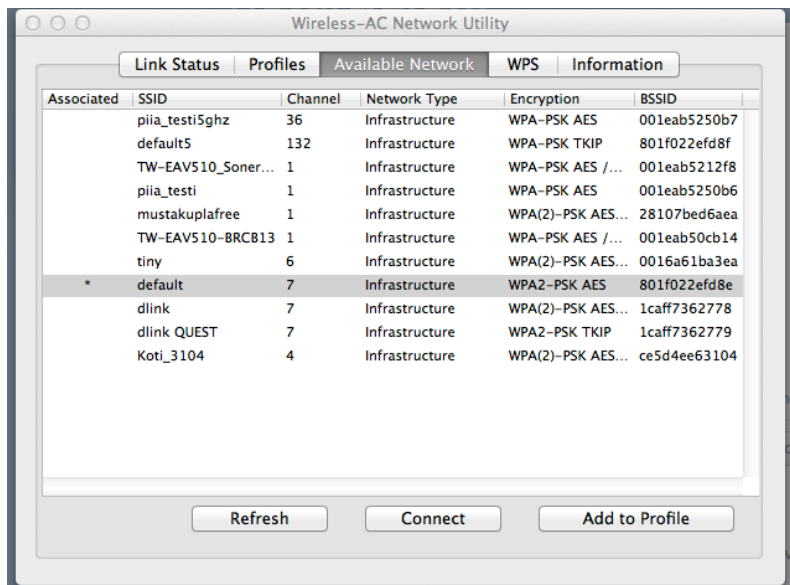 Wireless-AC Network Utility
Link Status Profiles Available Network WPS Information
Associated SSID Channel Network Type Encryption BSSID
piia_testi5ghz 36 Infrastructure WPA-PSK AES 001eab5250b7
default5 132 Infrastructure WPA-PSK TKIP 801f022efd8f
TW-EAV510_Soner... 1 Infrastructure WPA-PSK AES /... 001eab5212f8
piia_testi 1 Infrastructure WPA-PSK AES 001eab5250b6
mustakuplafree 1 Infrastructure WPA(2)-PSK AES... 28107bed6aea
TW-EAV510-BRCB13 1 Infrastructure WPA-PSK AES /... 001eab50cb14
tiny 6 Infrastructure WPA(2)-PSK AES... 0016a61ba3ea
* default 7 Infrastructure WPA2-PSK AES 801f022efd8e
dlink 7 Infrastructure WPA(2)-PSK AES... 1caff7362778
dlink QUEST 7 Infrastructure WPA2-PSK TKIP 1caff7362779
Koti_3104 4 Infrastructure WPA(2)-PSK AES... ce5d4ee63104
Refresh Connect Add to Profile